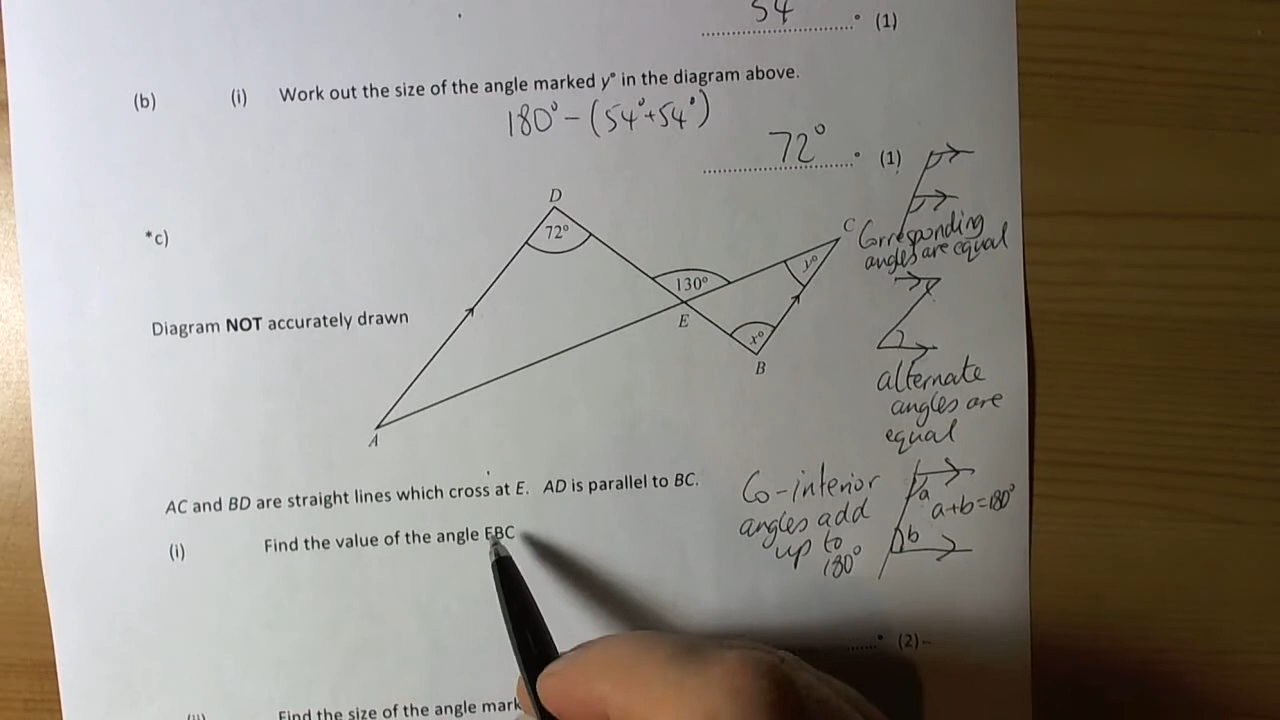 54
° (1)
(b) (i) Work out the size of the angle marked y° in the diagram above.
180° - (54° + 54°)
72°
° (1)
*c)
Diagram NOT accurately drawn
D
72°
130°
E
C
y°
x°
B
A
Corresponding
angles are equal
alternate
angles are
equal
Co-interior
angles add
up to
180°
a
a+b=180°
b
AC and BD are straight lines which cross at E. AD is parallel to BC.
(i) Find the value of the angle EBC
° (2)
Find the size of the angle mark